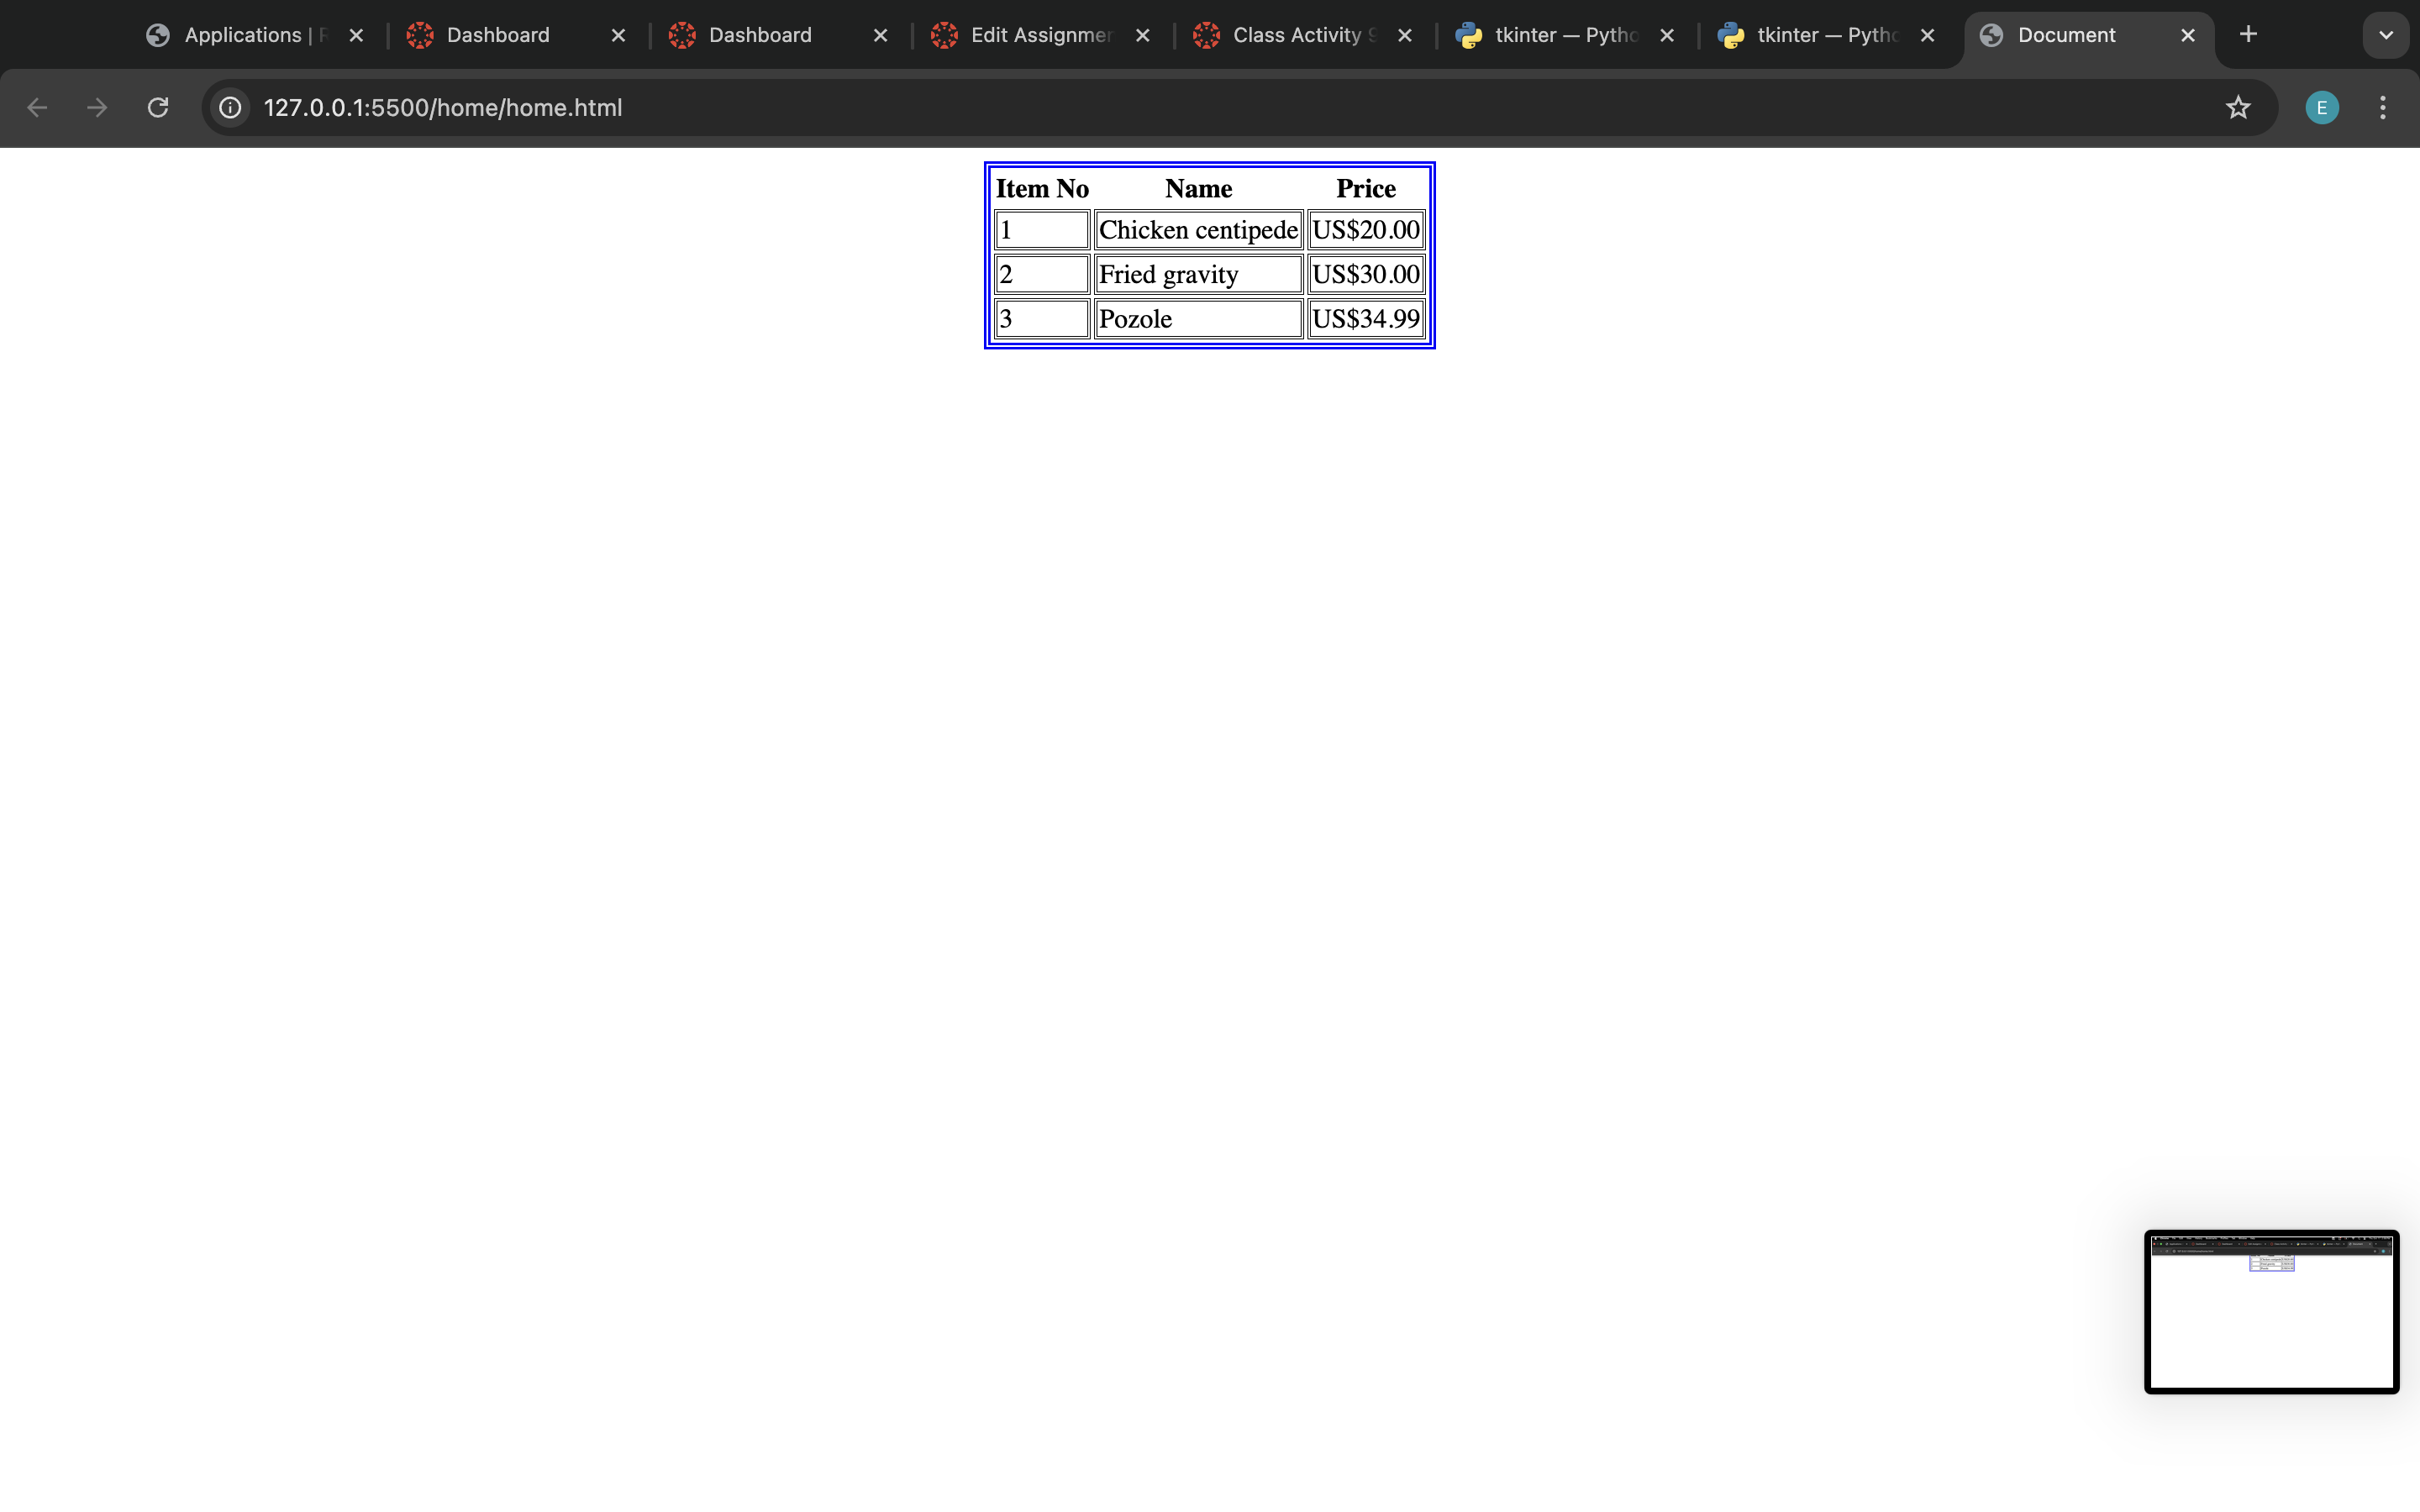 Applications | Dashboard Dashboard Edit Assignmen Class Activity tkinter — Pytho tkinter — Pytho Document
127.0.0.1:5500/home/home.html E
Item No Name Price
1 Chicken centipede US$20.00
2 Fried gravity US$30.00
3 Pozole US$34.99